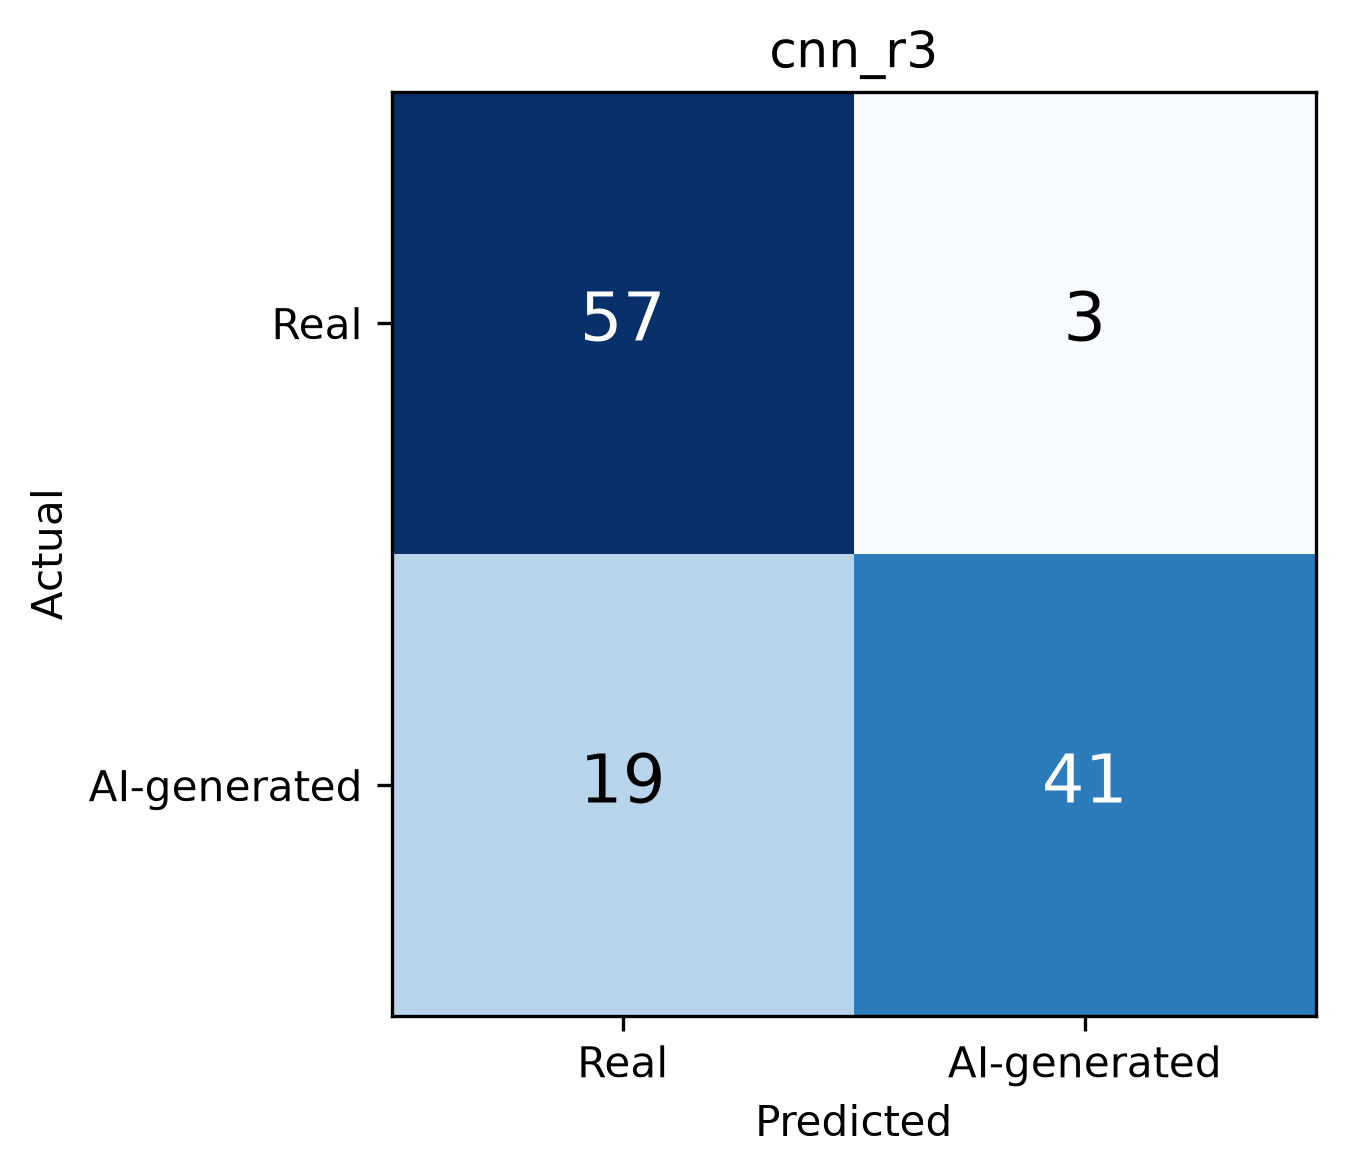 cnn_r3
Actual
Real
57
3
AI-generated
19
41
Real
AI-generated
Predicted